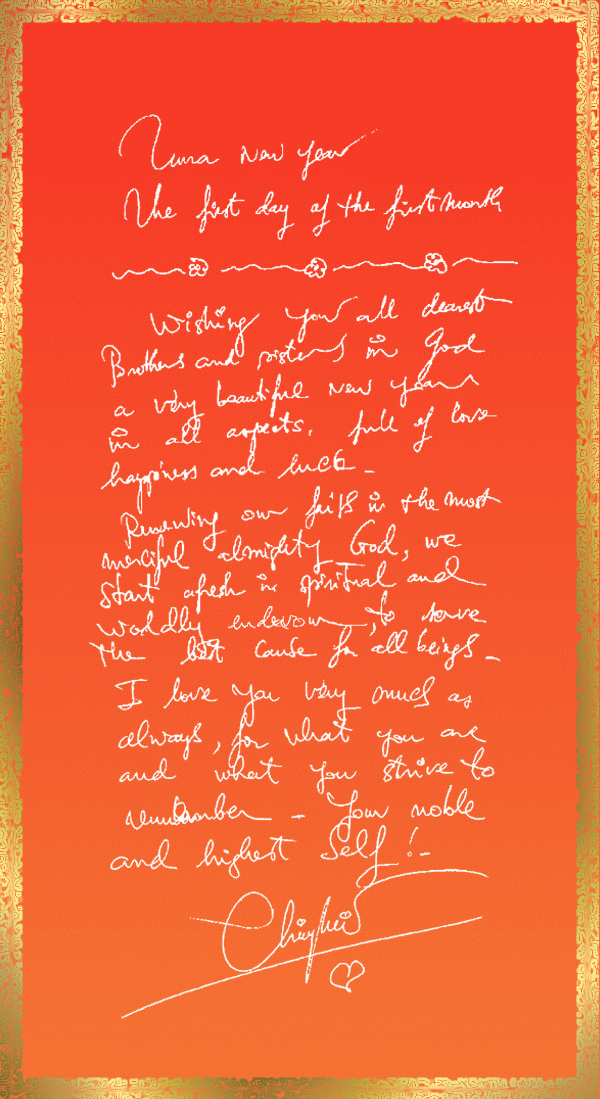 Luna New Year
The first day of the first month
Wishing you all dearest
Brothers and sisters in God
a very beautiful New Year
in all aspects, full of love
happiness and luck -
Renewing our faith in the most
merciful almighty God, we
start afresh in spiritual and
worldly endeavour, to serve
the best cause for all beings -
I love you very much as
always, for what you are
and what you strive to
remember - Your noble
and highest Self! -